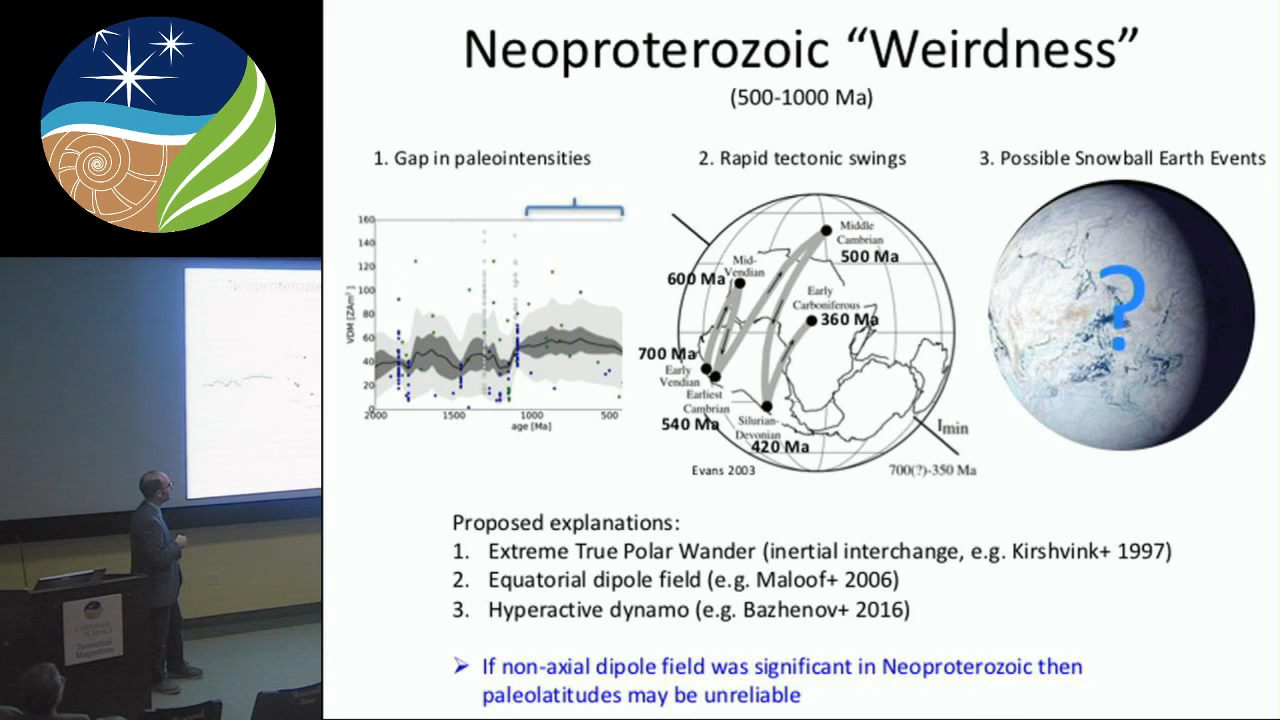 Neoproterozoic “Weirdness”
(500-1000 Ma)
1. Gap in paleointensities
2. Rapid tectonic swings
3. Possible Snowball Earth Events
160
140
120
100
80
60
40
20
0
VDM [ZAm²]
2000 1500 1000 500
age [Ma]
Middle
Cambrian
500 Ma
Mid-
Vendian
600 Ma
Early
Carboniferous
360 Ma
700 Ma
Early
Vendian
Earliest
Cambrian
540 Ma
Silurian-
Devonian
420 Ma
Imin
700(?)-350 Ma
Evans 2003
?
Proposed explanations:
1. Extreme True Polar Wander (inertial interchange, e.g. Kirshvink+ 1997)
2. Equatorial dipole field (e.g. Maloof+ 2006)
3. Hyperactive dynamo (e.g. Bazhenov+ 2016)
➢ If non-axial dipole field was significant in Neoproterozoic then
paleolatitudes may be unreliable
Neoproterozoic
CARNEGIE
SCIENCE
Terrestrial
Magnetism